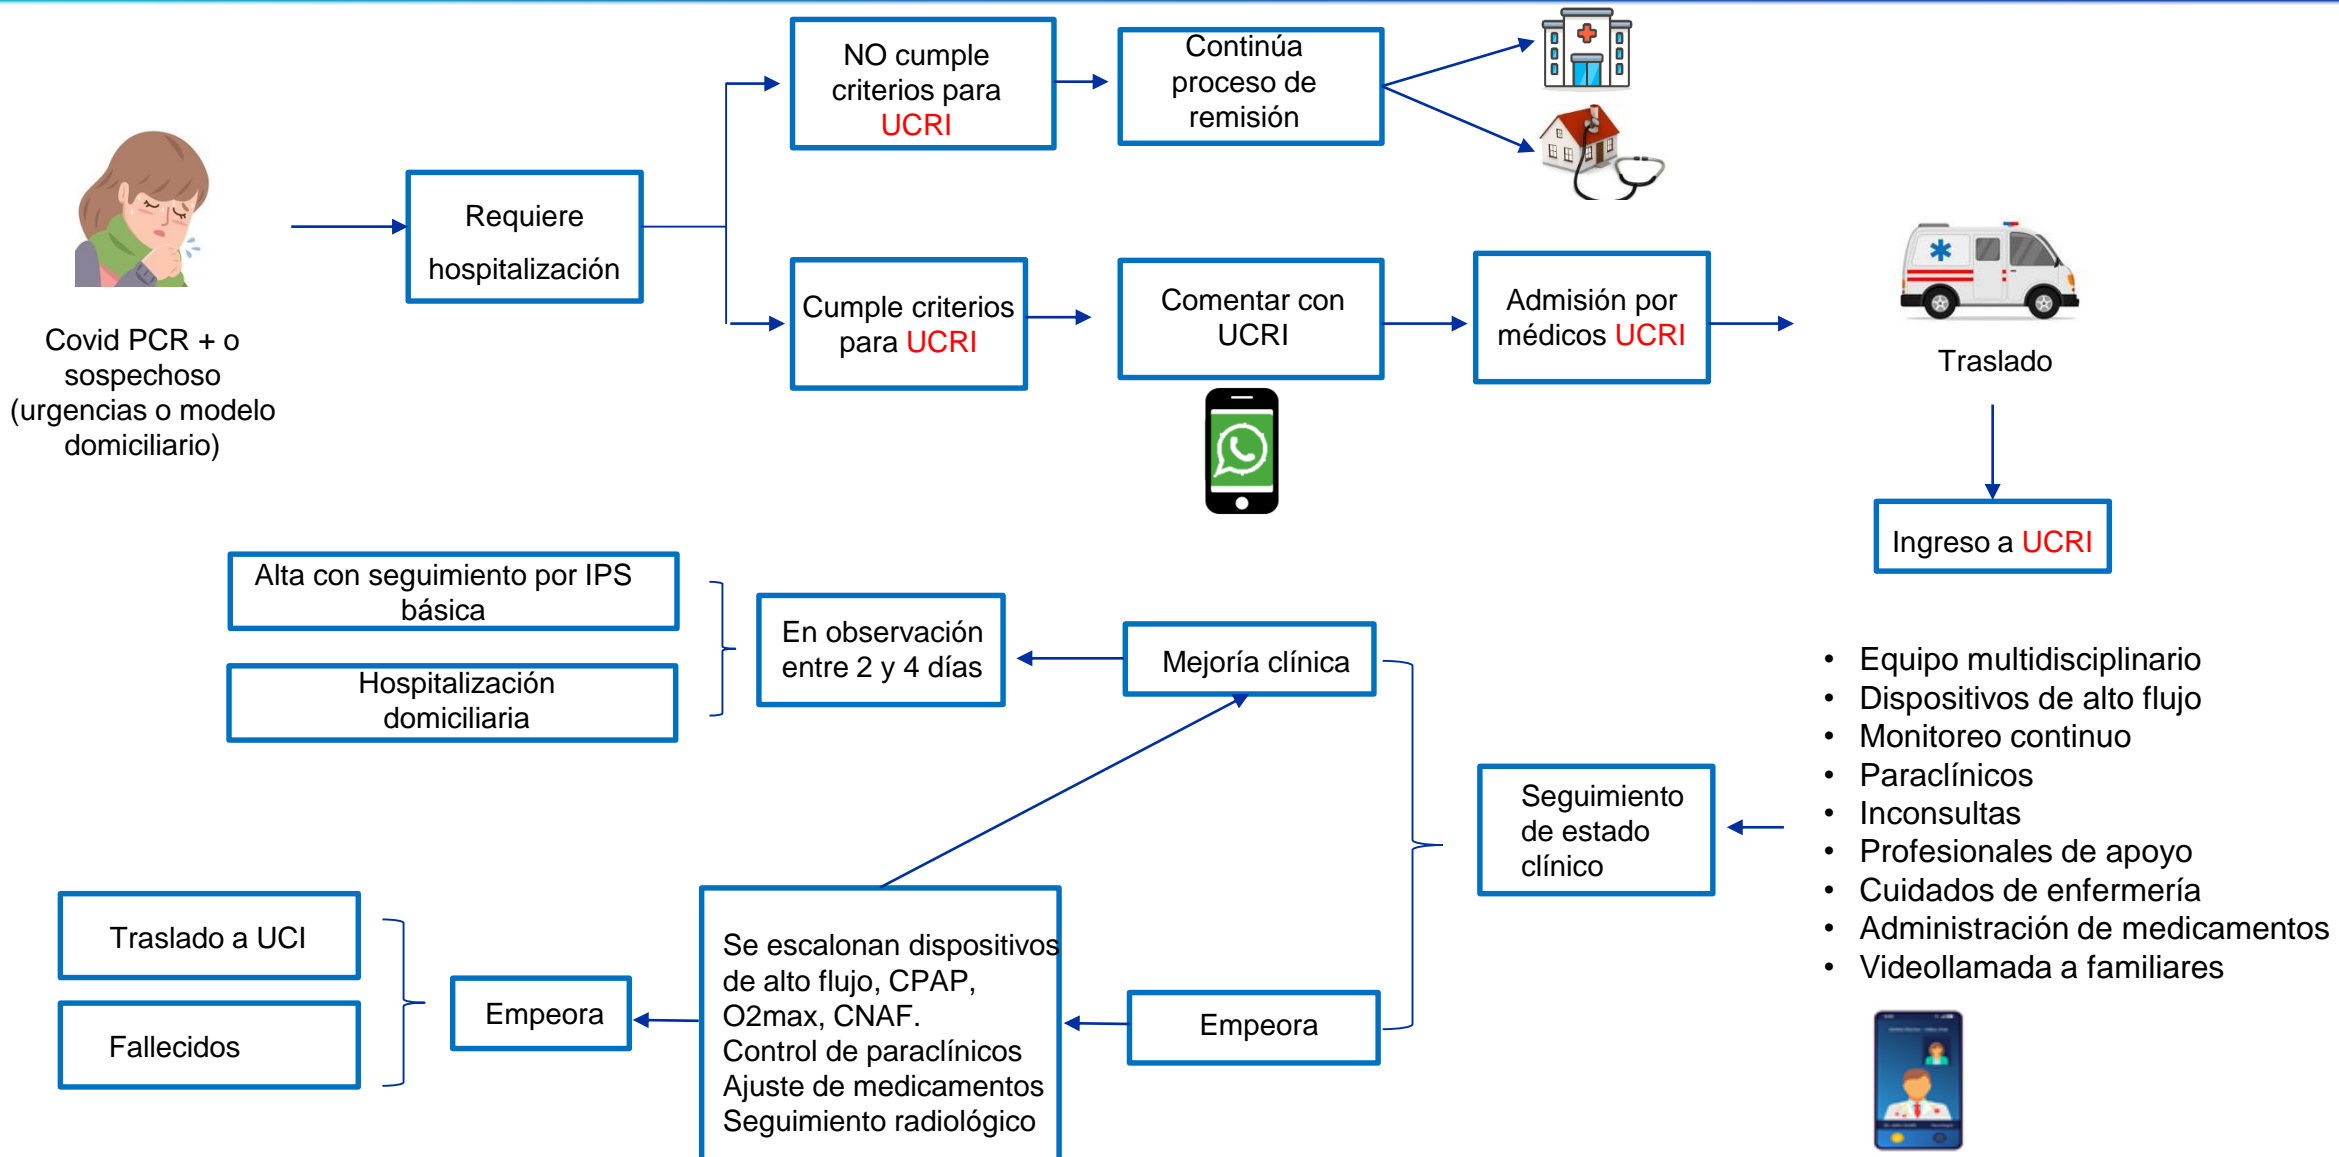 NO cumple
criterios para
UCRI
Continúa
proceso de
remisión
Requiere
hospitalización
Covid PCR + o
sospechoso
(urgencias o modelo
domiciliario)
Cumple criterios
para UCRI
Comentar con
UCRI
Admisión por
médicos UCRI
Traslado
Ingreso a UCRI
Alta con seguimiento por IPS
básica
Hospitalización
domiciliaria
En observación
entre 2 y 4 días
Mejoría clínica
Seguimiento
de estado
clínico
• Equipo multidisciplinario
• Dispositivos de alto flujo
• Monitoreo continuo
• Paraclínicos
• Inconsultas
• Profesionales de apoyo
• Cuidados de enfermería
• Administración de medicamentos
• Videollamada a familiares
Traslado a UCI
Fallecidos
Empeora
Se escalonan dispositivos
de alto flujo, CPAP,
O2max, CNAF.
Control de paraclínicos
Ajuste de medicamentos
Seguimiento radiológico
Empeora